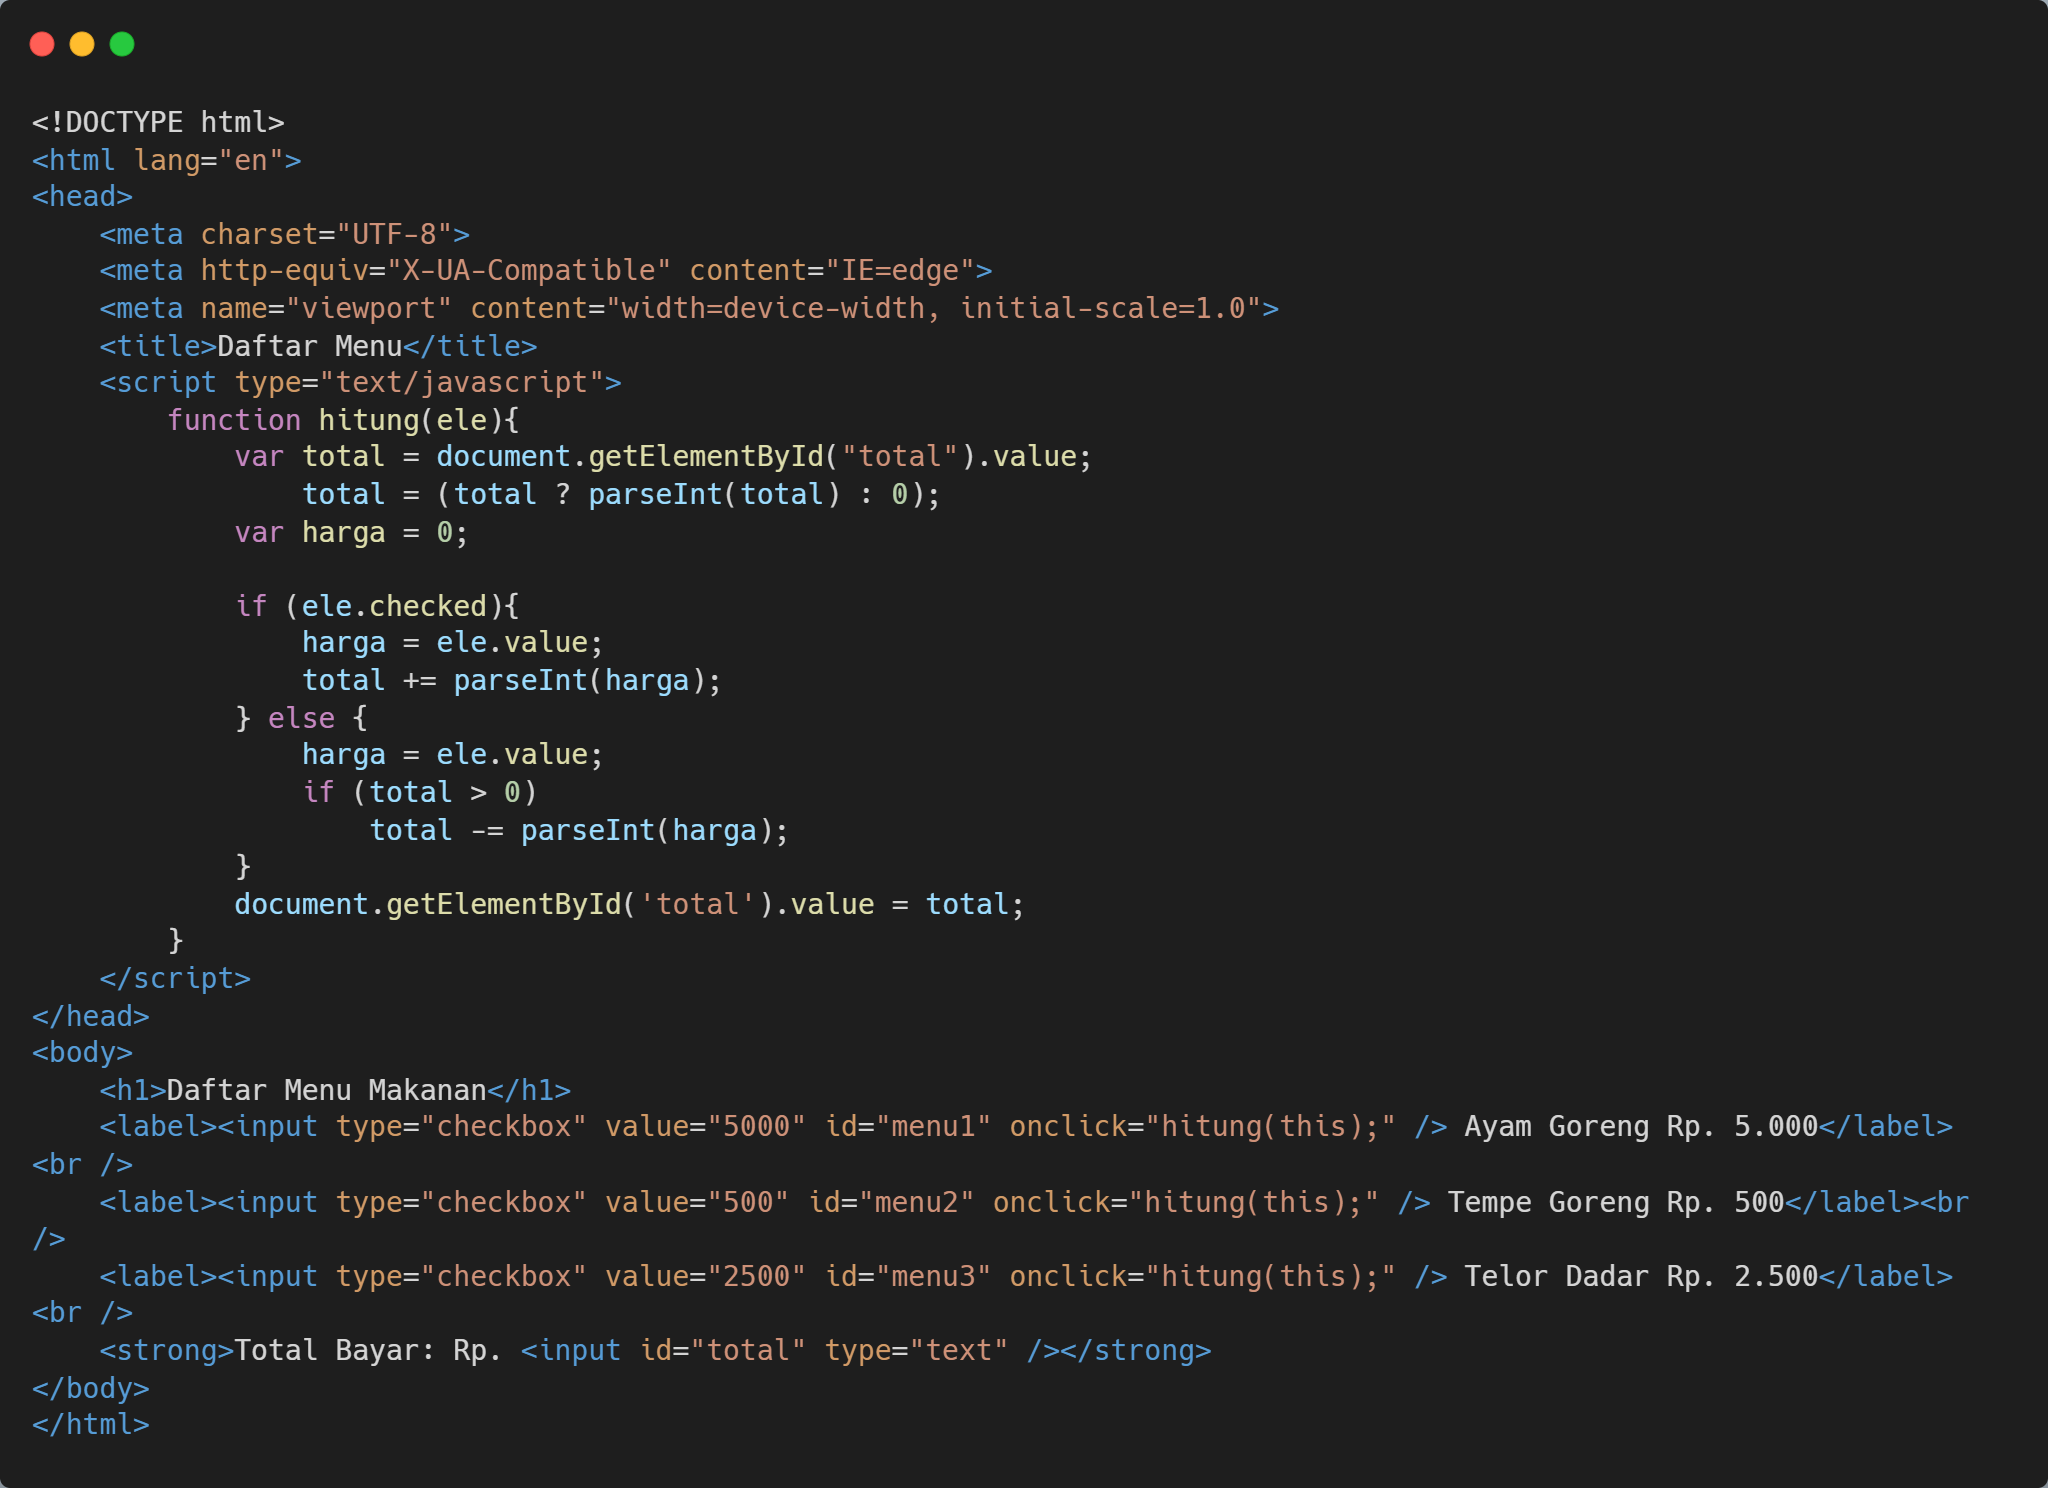 <!DOCTYPE html>
<html lang="en">
<head>
    <meta charset="UTF-8">
    <meta http-equiv="X-UA-Compatible" content="IE=edge">
    <meta name="viewport" content="width=device-width, initial-scale=1.0">
    <title>Daftar Menu</title>
    <script type="text/javascript">
        function hitung(ele){
            var total = document.getElementById("total").value;
                total = (total ? parseInt(total) : 0);
            var harga = 0;

            if (ele.checked){
                harga = ele.value;
                total += parseInt(harga);
            } else {
                harga = ele.value;
                if (total > 0)
                    total -= parseInt(harga);
            }
            document.getElementById('total').value = total;
        }
    </script>
</head>
<body>
    <h1>Daftar Menu Makanan</h1>
    <label><input type="checkbox" value="5000" id="menu1" onclick="hitung(this);" /> Ayam Goreng Rp. 5.000</label>
<br />
    <label><input type="checkbox" value="500" id="menu2" onclick="hitung(this);" /> Tempe Goreng Rp. 500</label><br
/>
    <label><input type="checkbox" value="2500" id="menu3" onclick="hitung(this);" /> Telor Dadar Rp. 2.500</label>
<br />
    <strong>Total Bayar: Rp. <input id="total" type="text" /></strong>
</body>
</html>